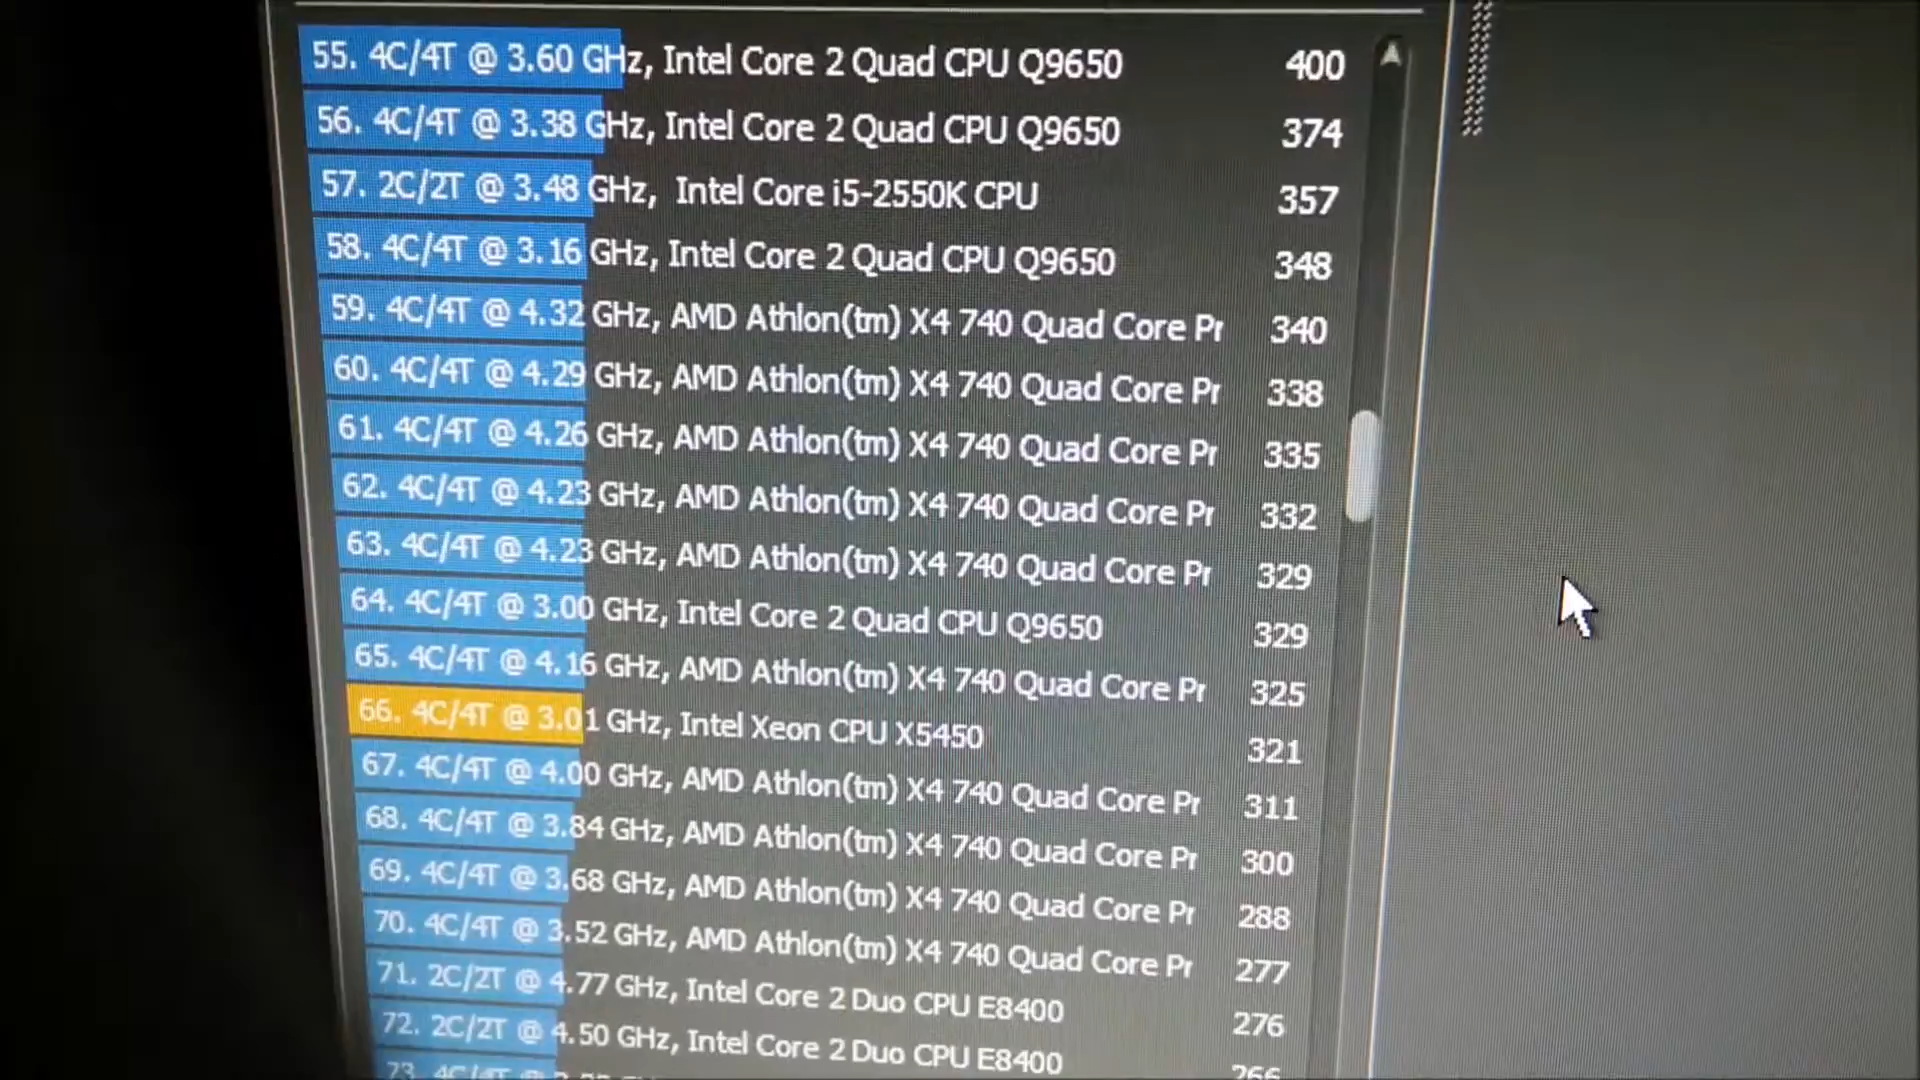 55. 4C/4T @ 3.60 GHz, Intel Core 2 Quad CPU Q9650 400
56. 4C/4T @ 3.38 GHz, Intel Core 2 Quad CPU Q9650 374
57. 2C/2T @ 3.48 GHz, Intel Core i5-2550K CPU 357
58. 4C/4T @ 3.16 GHz, Intel Core 2 Quad CPU Q9650 348
59. 4C/4T @ 4.32 GHz, AMD Athlon(tm) X4 740 Quad Core Pr 340
60. 4C/4T @ 4.29 GHz, AMD Athlon(tm) X4 740 Quad Core Pr 338
61. 4C/4T @ 4.26 GHz, AMD Athlon(tm) X4 740 Quad Core Pr 335
62. 4C/4T @ 4.23 GHz, AMD Athlon(tm) X4 740 Quad Core Pr 332
63. 4C/4T @ 4.23 GHz, AMD Athlon(tm) X4 740 Quad Core Pr 329
64. 4C/4T @ 3.00 GHz, Intel Core 2 Quad CPU Q9650 329
65. 4C/4T @ 4.16 GHz, AMD Athlon(tm) X4 740 Quad Core Pr 325
66. 4C/4T @ 3.01 GHz, Intel Xeon CPU X5450 321
67. 4C/4T @ 4.00 GHz, AMD Athlon(tm) X4 740 Quad Core Pr 311
68. 4C/4T @ 3.84 GHz, AMD Athlon(tm) X4 740 Quad Core Pr 300
69. 4C/4T @ 3.68 GHz, AMD Athlon(tm) X4 740 Quad Core Pr 288
70. 4C/4T @ 3.52 GHz, AMD Athlon(tm) X4 740 Quad Core Pr 277
71. 2C/2T @ 4.77 GHz, Intel Core 2 Duo CPU E8400 276
72. 2C/2T @ 4.50 GHz, Intel Core 2 Duo CPU E8400 266
73. 4C/4T @